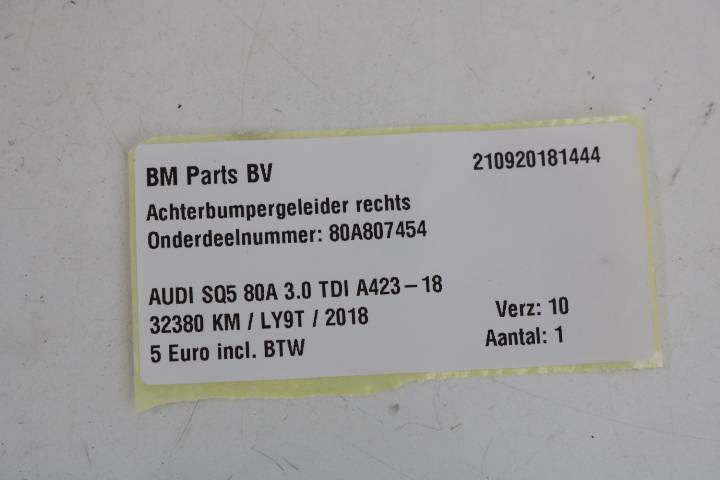 BM Parts BV 210920181444
Achterbumpergeleider rechts
Onderdeelnummer: 80A807454
AUDI SQ5 80A 3.0 TDI A423-18
32380 KM / LY9T / 2018 Verz: 10
5 Euro incl. BTW Aantal: 1